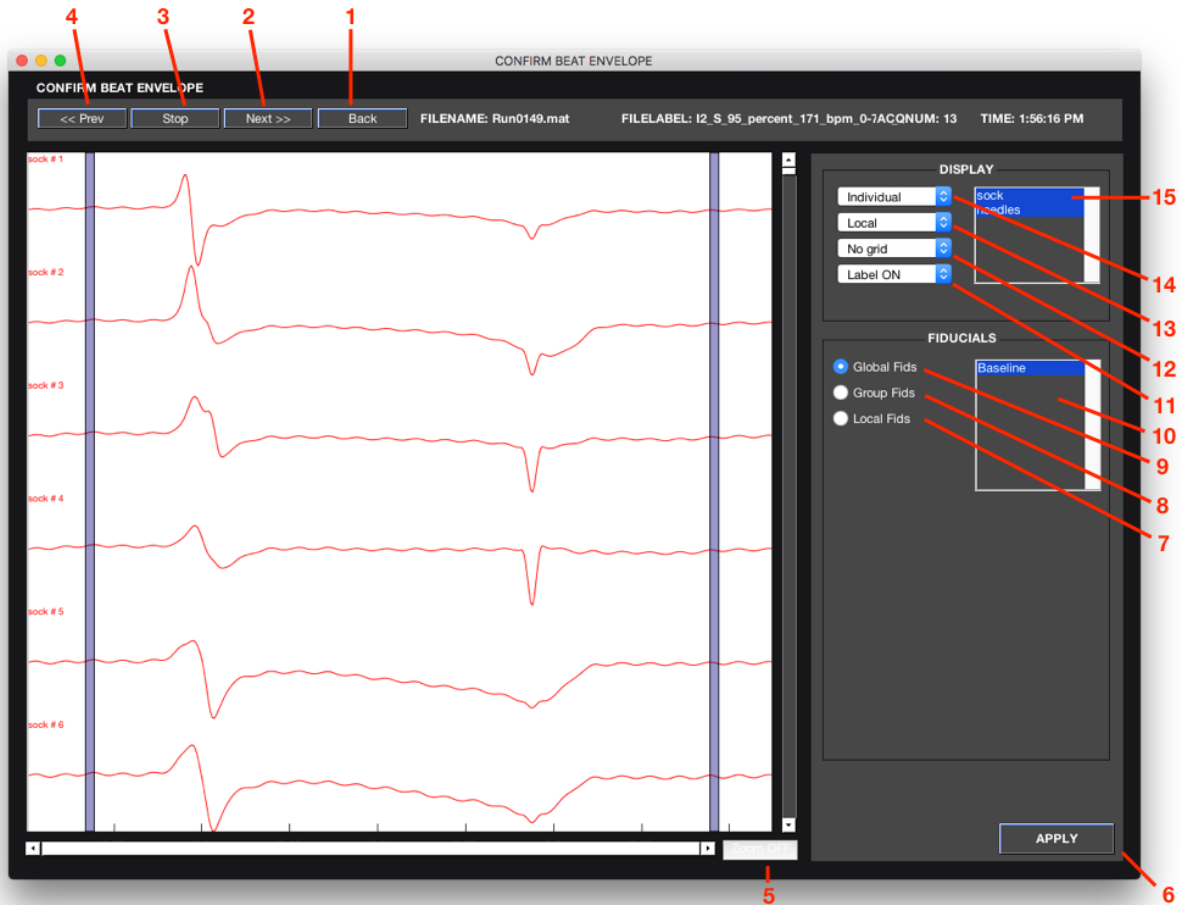 4
3
2
1
CONFIRM BEAT ENVELOPE
CONFIRM BEAT ENVELOPE
<< Prev
Stop
Next >>
Back
FILENAME: Run0149.mat
FILELABEL: I2_S_95_percent_171_bpm_0-7ACQNUM: 13
TIME: 1:56:16 PM
sock # 1
sock # 2
sock # 3
sock # 4
sock # 5
sock # 6
Zoom OFF
5
DISPLAY
Individual
Local
No grid
Label ON
sock
needles
15
14
13
12
11
FIDUCIALS
Global Fids
Group Fids
Local Fids
Baseline
10
9
8
7
APPLY
6